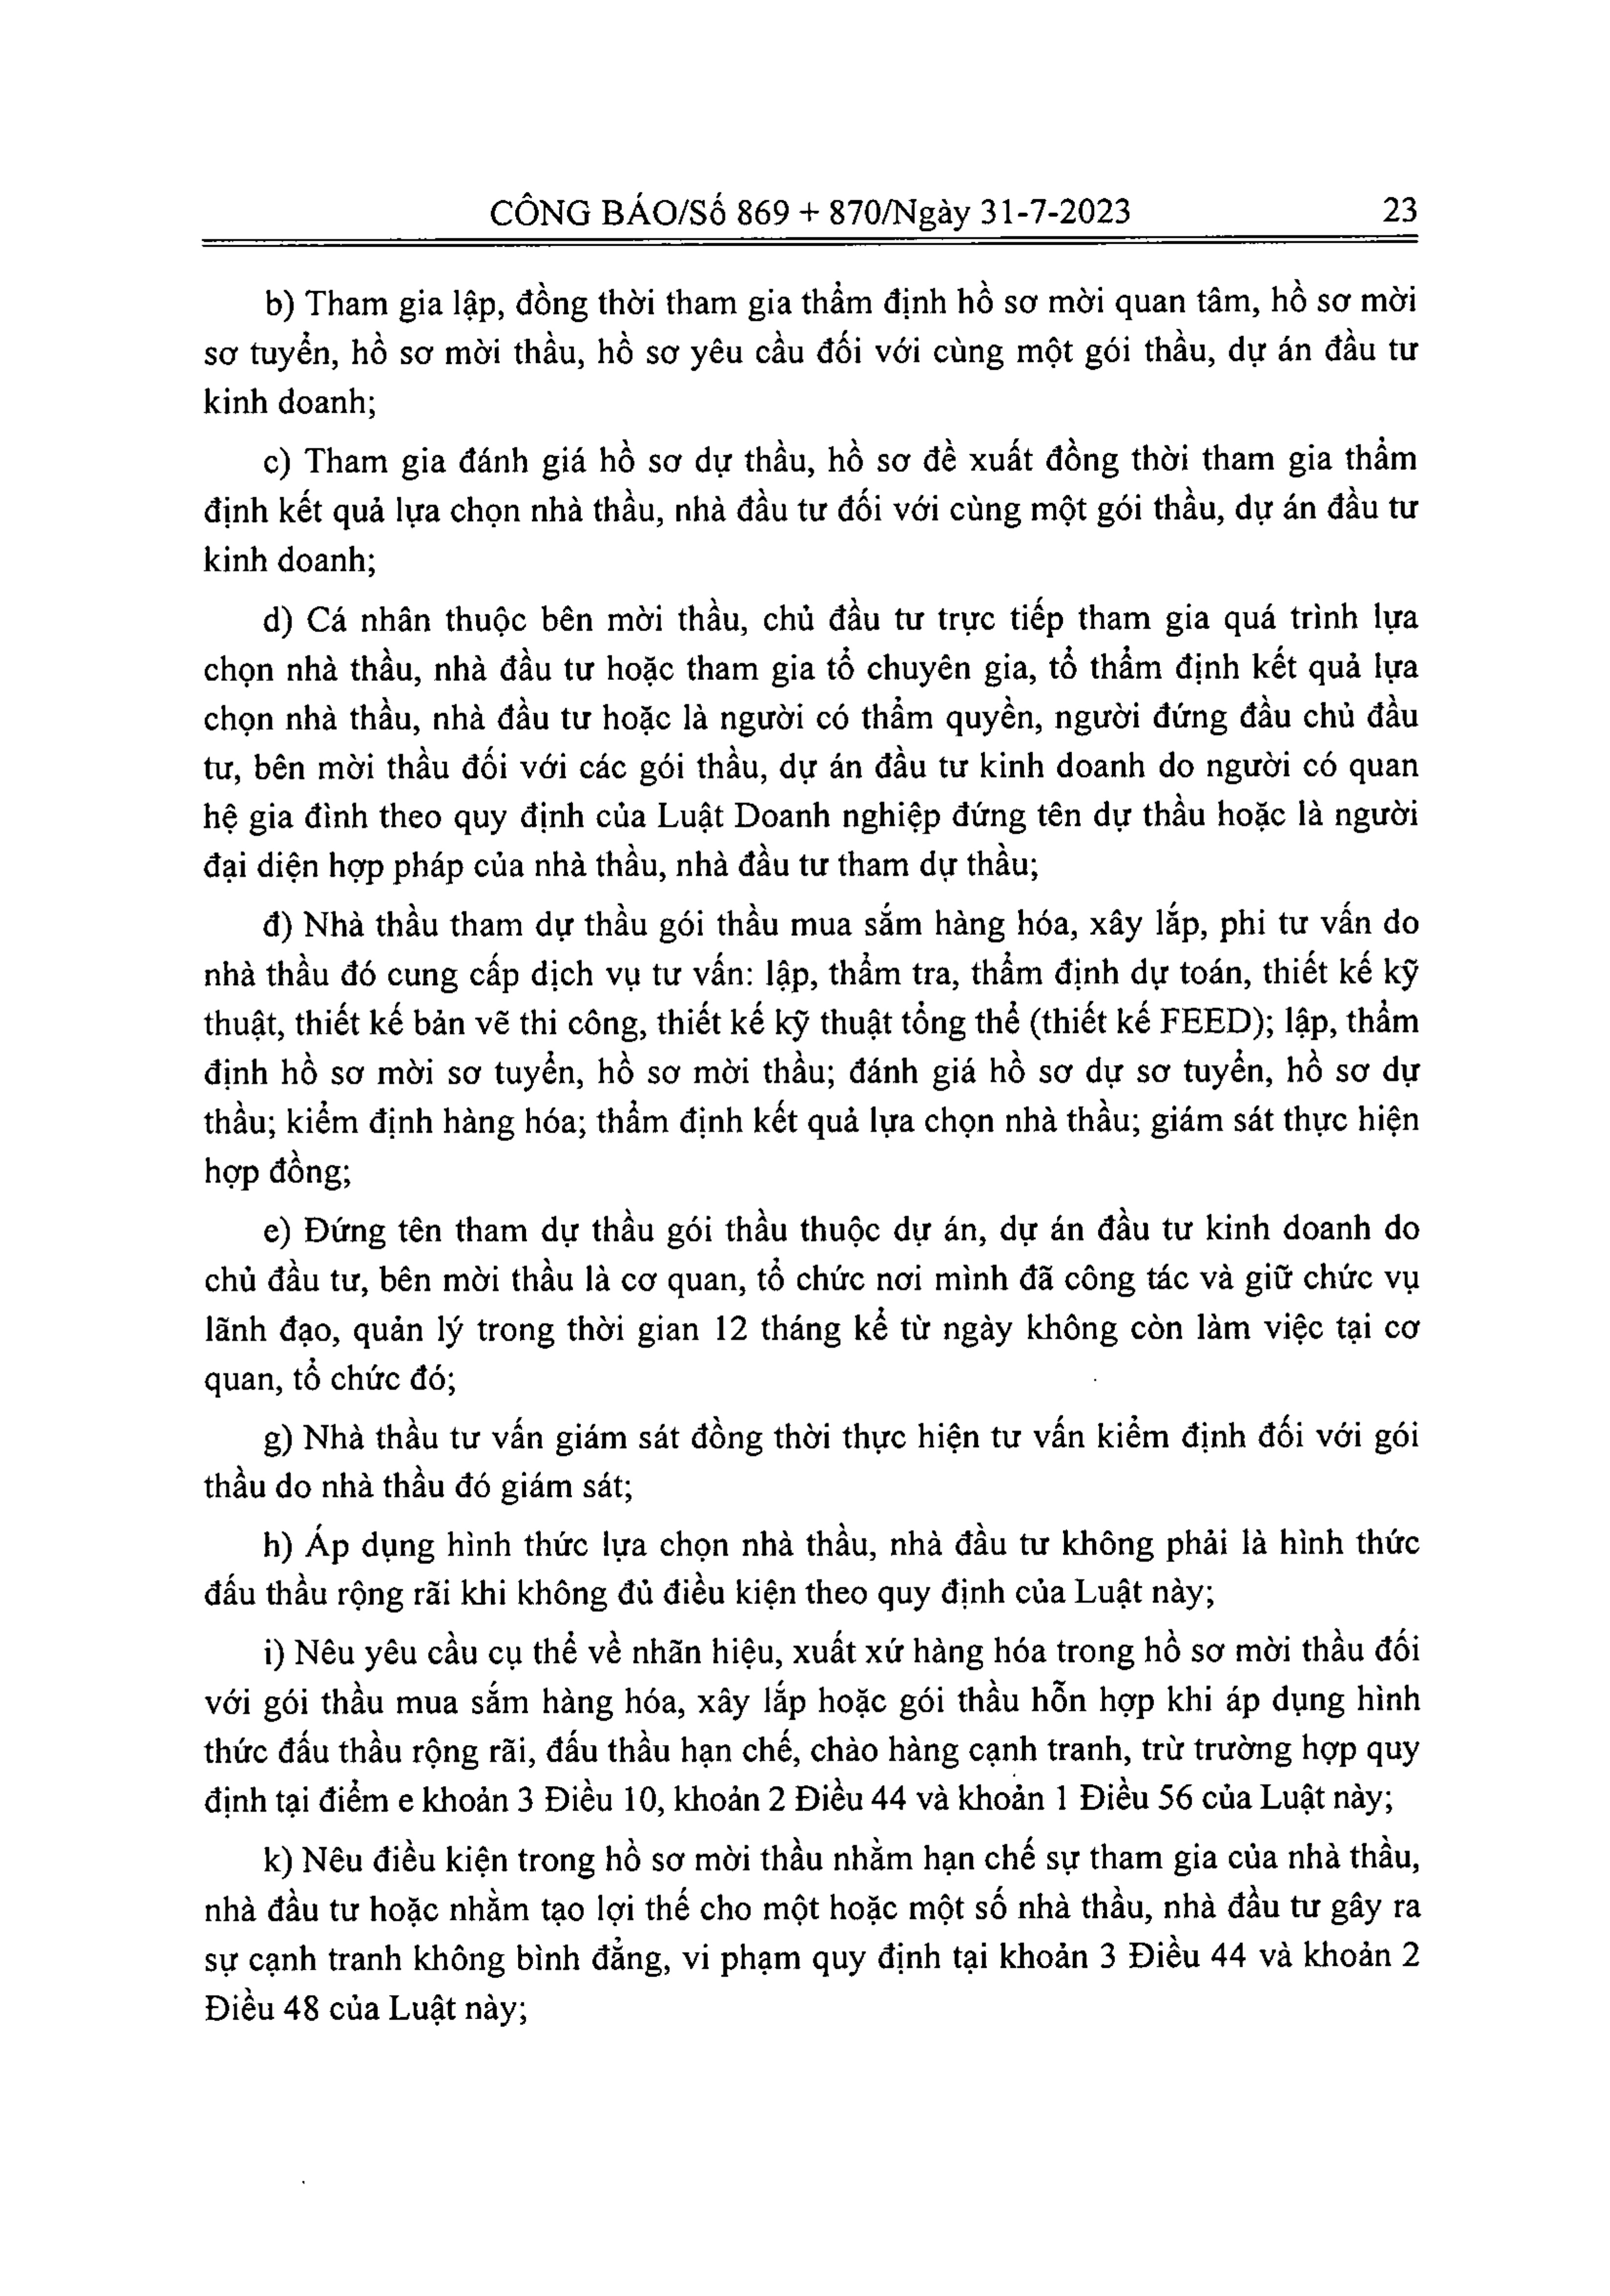 CÔNG BÁO/Số 869 + 870/Ngày 31-7-2023 23
b) Tham gia lập, đồng thời tham gia thẩm định hồ sơ mời quan tâm, hồ sơ mời
sơ tuyển, hồ sơ mời thầu, hồ sơ yêu cầu đối với cùng một gói thầu, dự án đầu tư
kinh doanh;
c) Tham gia đánh giá hồ sơ dự thầu, hồ sơ đề xuất đồng thời tham gia thẩm
định kết quả lựa chọn nhà thầu, nhà đầu tư đối với cùng một gói thầu, dự án đầu tư
kinh doanh;
d) Cá nhân thuộc bên mời thầu, chủ đầu tư trực tiếp tham gia quá trình lựa
chọn nhà thầu, nhà đầu tư hoặc tham gia tổ chuyên gia, tổ thẩm định kết quả lựa
chọn nhà thầu, nhà đầu tư hoặc là người có thẩm quyền, người đứng đầu chủ đầu
tư, bên mời thầu đối với các gói thầu, dự án đầu tư kinh doanh do người có quan
hệ gia đình theo quy định của Luật Doanh nghiệp đứng tên dự thầu hoặc là người
đại diện hợp pháp của nhà thầu, nhà đầu tư tham dự thầu;
đ) Nhà thầu tham dự thầu gói thầu mua sắm hàng hóa, xây lắp, phi tư vấn do
nhà thầu đó cung cấp dịch vụ tư vấn: lập, thẩm tra, thẩm định dự toán, thiết kế kỹ
thuật, thiết kế bản vẽ thi công, thiết kế kỹ thuật tổng thể (thiết kế FEED); lập, thẩm
định hồ sơ mời sơ tuyển, hồ sơ mời thầu; đánh giá hồ sơ dự sơ tuyển, hồ sơ dự
thầu; kiểm định hàng hóa; thẩm định kết quả lựa chọn nhà thầu; giám sát thực hiện
hợp đồng;
e) Đứng tên tham dự thầu gói thầu thuộc dự án, dự án đầu tư kinh doanh do
chủ đầu tư, bên mời thầu là cơ quan, tổ chức nơi mình đã công tác và giữ chức vụ
lãnh đạo, quản lý trong thời gian 12 tháng kể từ ngày không còn làm việc tại cơ
quan, tổ chức đó;
g) Nhà thầu tư vấn giám sát đồng thời thực hiện tư vấn kiểm định đối với gói
thầu do nhà thầu đó giám sát;
h) Áp dụng hình thức lựa chọn nhà thầu, nhà đầu tư không phải là hình thức
đấu thầu rộng rãi khi không đủ điều kiện theo quy định của Luật này;
i) Nêu yêu cầu cụ thể về nhãn hiệu, xuất xứ hàng hóa trong hồ sơ mời thầu đối
với gói thầu mua sắm hàng hóa, xây lắp hoặc gói thầu hỗn hợp khi áp dụng hình
thức đấu thầu rộng rãi, đấu thầu hạn chế, chào hàng cạnh tranh, trừ trường hợp quy
định tại điểm e khoản 3 Điều 10, khoản 2 Điều 44 và khoản 1 Điều 56 của Luật này;
k) Nêu điều kiện trong hồ sơ mời thầu nhằm hạn chế sự tham gia của nhà thầu,
nhà đầu tư hoặc nhằm tạo lợi thế cho một hoặc một số nhà thầu, nhà đầu tư gây ra
sự cạnh tranh không bình đẳng, vi phạm quy định tại khoản 3 Điều 44 và khoản 2
Điều 48 của Luật này;